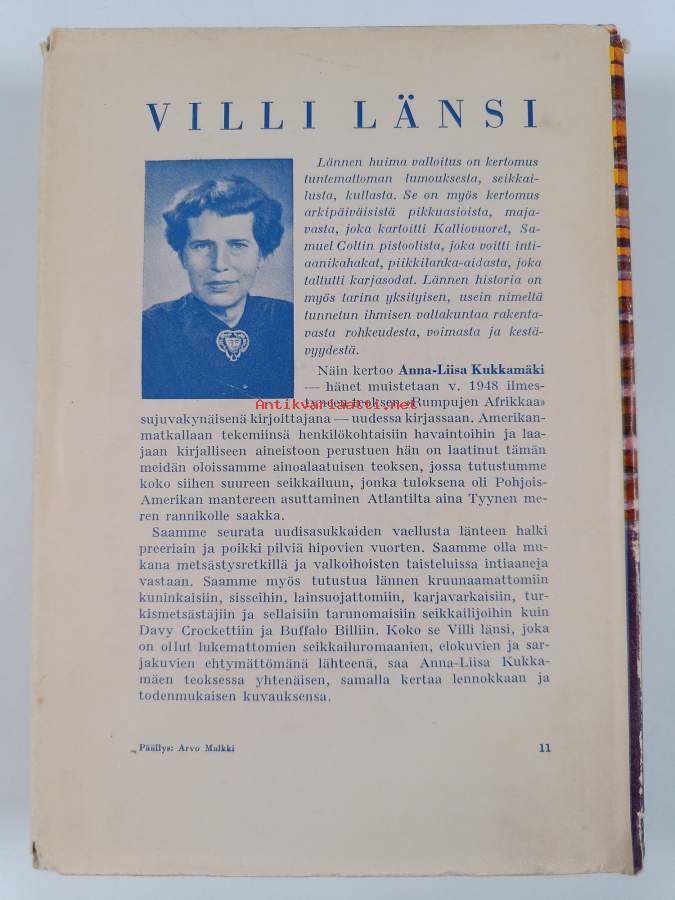 VILLI LÄNSI
Lännen huima valloitus on kertomus
tuntemattoman lumouksesta, seikkai-
lusta, kullasta. Se on myös kertomus
arkipäiväisistä pikkuasioista, maja-
vasta, joka kartoitti Kalliovuoret, Sa-
muel Coltin pistoolista, joka voitti inti-
aanikahakat, piikkilanka-aidasta, joka
taltutti karjasodat. Lännen historia on
myös tarina yksityisen, usein nimeltä
tunnetun ihmisen valtakuntaa rakenta-
vasta rohkeudesta, voimasta ja kestä-
vyydestä.
Näin kertoo Anna-Liisa Kukkamäki
— hänet muistetaan v. 1948 ilmes-
tyneen teoksen »Rumpujen Afrikkaa»
Antikvariaatti.net
sujuvakynäisenä kirjoittajana — uudessa kirjassaan. Amerikan-
matkallaan tekemiinsä henkilökohtaisiin havaintoihin ja laa-
jaan kirjalliseen aineistoon perustuen hän on laatinut tämän
meidän oloissamme ainoalaatuisen teoksen, jossa tutustumme
koko siihen suureen seikkailuun, jonka tuloksena oli Pohjois-
Amerikan mantereen asuttaminen Atlantilta aina Tyynen me-
ren rannikolle saakka.
Saamme seurata uudisasukkaiden vaellusta länteen halki
preeriain ja poikki pilviä hipovien vuorten. Saamme olla mu-
kana metsästysretkillä ja valkoihoisten taisteluissa intiaaneja
vastaan. Saamme myös tutustua lännen kruunaamattomiin
kuninkaisiin, sisseihin, lainsuojattomiin, karjavarkaisiin, tur-
kismetsästäjiin ja sellaisiin tarunomaisiin seikkailijoihin kuin
Davy Crockettiin ja Buffalo Billiin. Koko se Villi länsi, joka
on ollut lukemattomien seikkailuromaanien, elokuvien ja sar-
jakuvien ehtymättömänä lähteenä, saa Anna-Liisa Kukka-
mäen teoksessa yhtenäisen, samalla kertaa lennokkaan ja
todenmukaisen kuvauksensa.
Päällys: Arvo Malkki 11